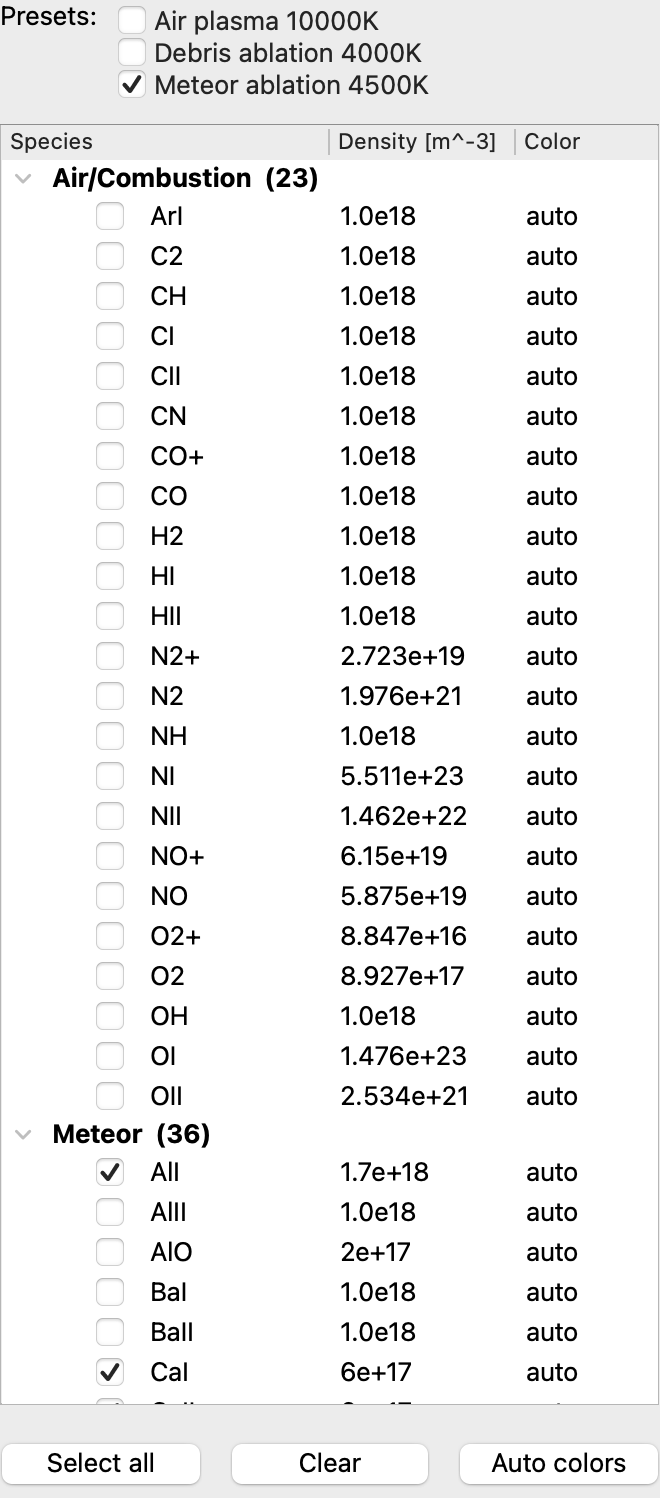 Presets: Air plasma 10000K
Debris ablation 4000K
Meteor ablation 4500K
Species Density [m^-3] Color
Air/Combustion (23)
ArI 1.0e18 auto
C2 1.0e18 auto
CH 1.0e18 auto
CI 1.0e18 auto
CII 1.0e18 auto
CN 1.0e18 auto
CO+ 1.0e18 auto
CO 1.0e18 auto
H2 1.0e18 auto
HI 1.0e18 auto
HII 1.0e18 auto
N2+ 2.723e+19 auto
N2 1.976e+21 auto
NH 1.0e18 auto
NI 5.511e+23 auto
NII 1.462e+22 auto
NO+ 6.15e+19 auto
NO 5.875e+19 auto
O2+ 8.847e+16 auto
O2 8.927e+17 auto
OH 1.0e18 auto
OI 1.476e+23 auto
OII 2.534e+21 auto
Meteor (36)
AlI 1.7e+18 auto
AlII 1.0e18 auto
AlO 2e+17 auto
BaI 1.0e18 auto
BaII 1.0e18 auto
CaI 6e+17 auto
Select all Clear Auto colors